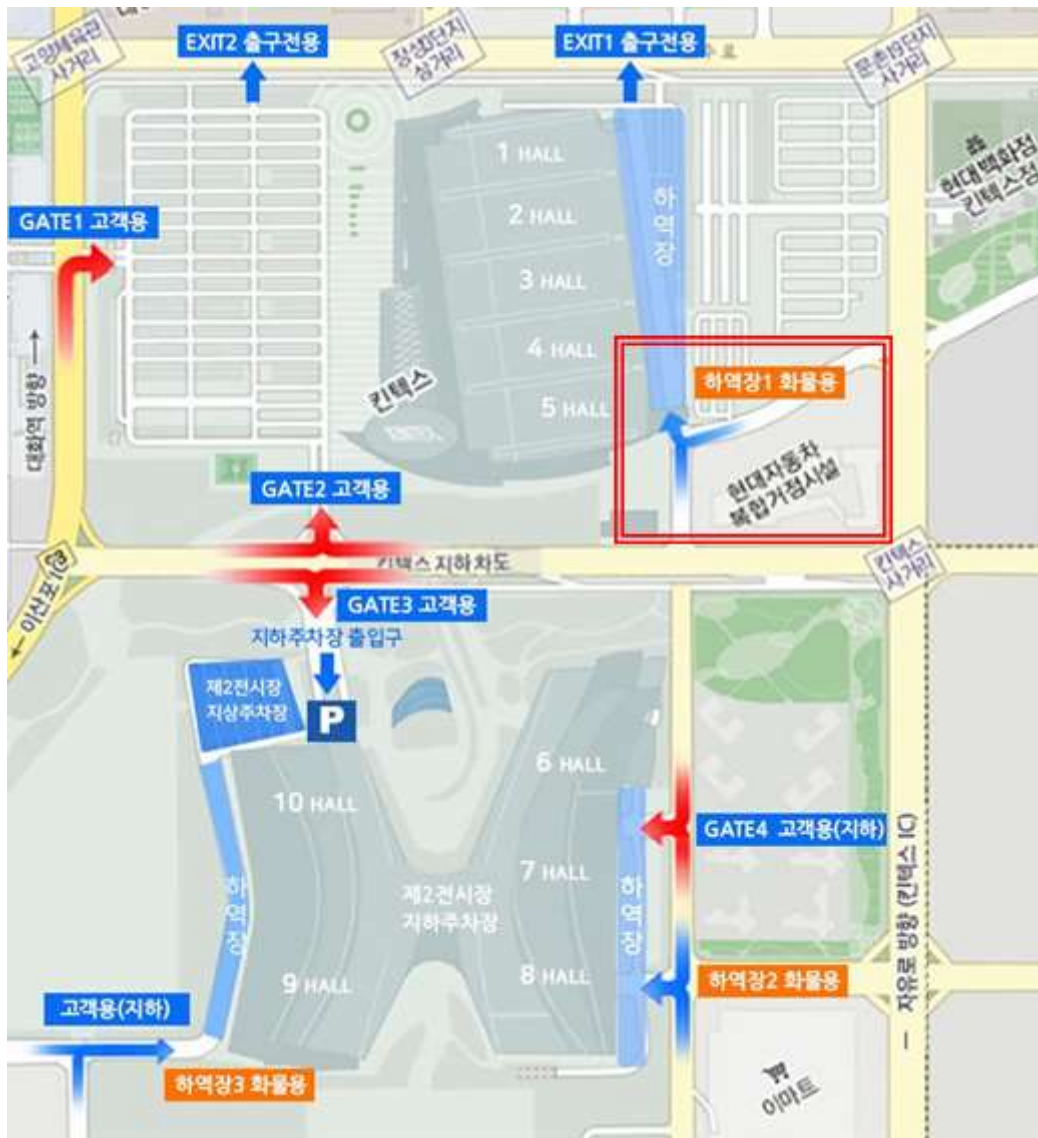 EXIT2 출구전용
EXIT1 출구전용
고양체육관
사거리
장성3단지
삼거리
문촌19단지
사거리
1 HALL
하역장
현대백화점
킨텍스점
2 HALL
GATE1 고객용
3 HALL
4 HALL
하역장1 화물용
킨텍스
5 HALL
대화역 방향 →
현대자동차
복합거점시설
GATE2 고객용
킨텍스 지하차도
킨텍스
사거리
← 이산포IC
GATE3 고객용
지하주차장 출입구
제2전시장
지상주차장
P
6 HALL
10 HALL
GATE4 고객용(지하)
7 HALL
하역장
하역장
제2전시장
지하주차장
자유로 방향 (킨텍스 IC)
8 HALL
하역장2 화물용
9 HALL
고객용(지하)
하역장3 화물용
이마트